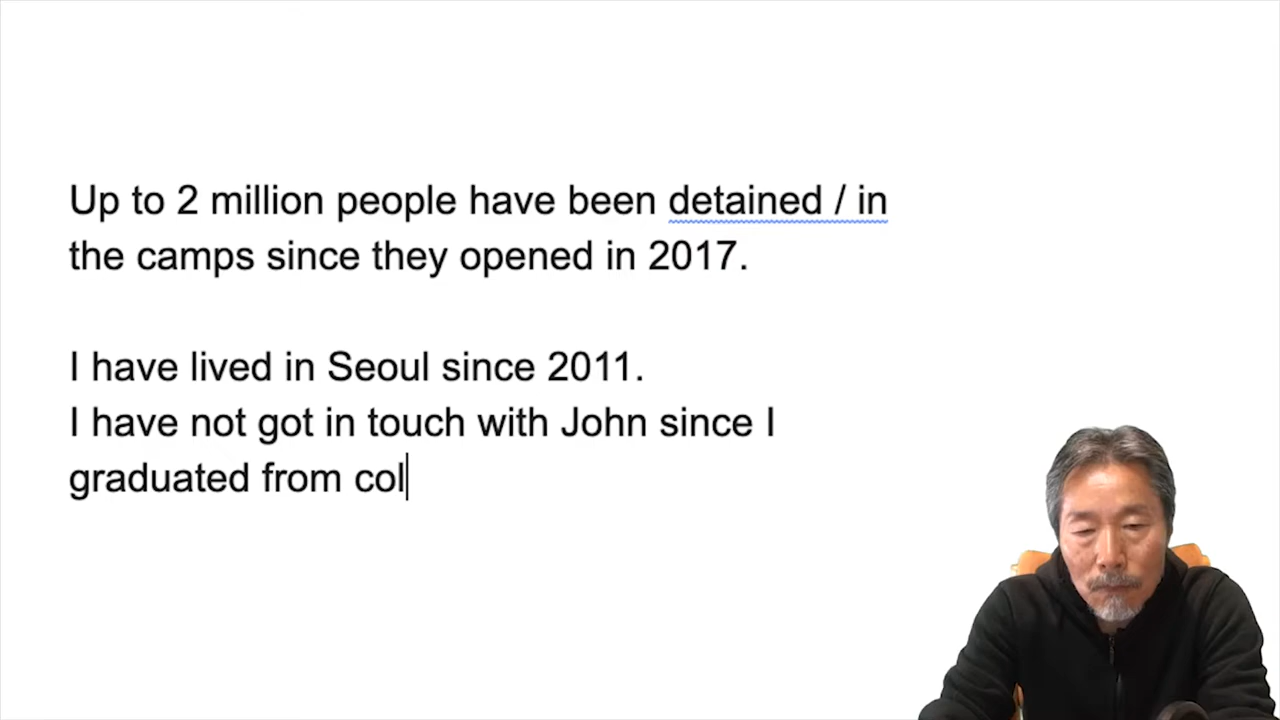 Up to 2 million people have been detained / in
the camps since they opened in 2017.
I have lived in Seoul since 2011.
I have not got in touch with John since I
graduated from col